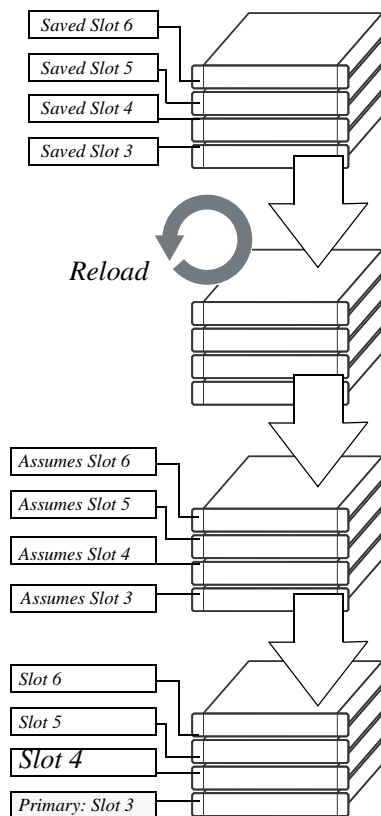 Saved Slot 6
Saved Slot 5
Saved Slot 4
Saved Slot 3
Reload
Assumes Slot 6
Assumes Slot 5
Assumes Slot 4
Assumes Slot 3
Slot 6
Slot 5
Slot 4
Primary: Slot 3